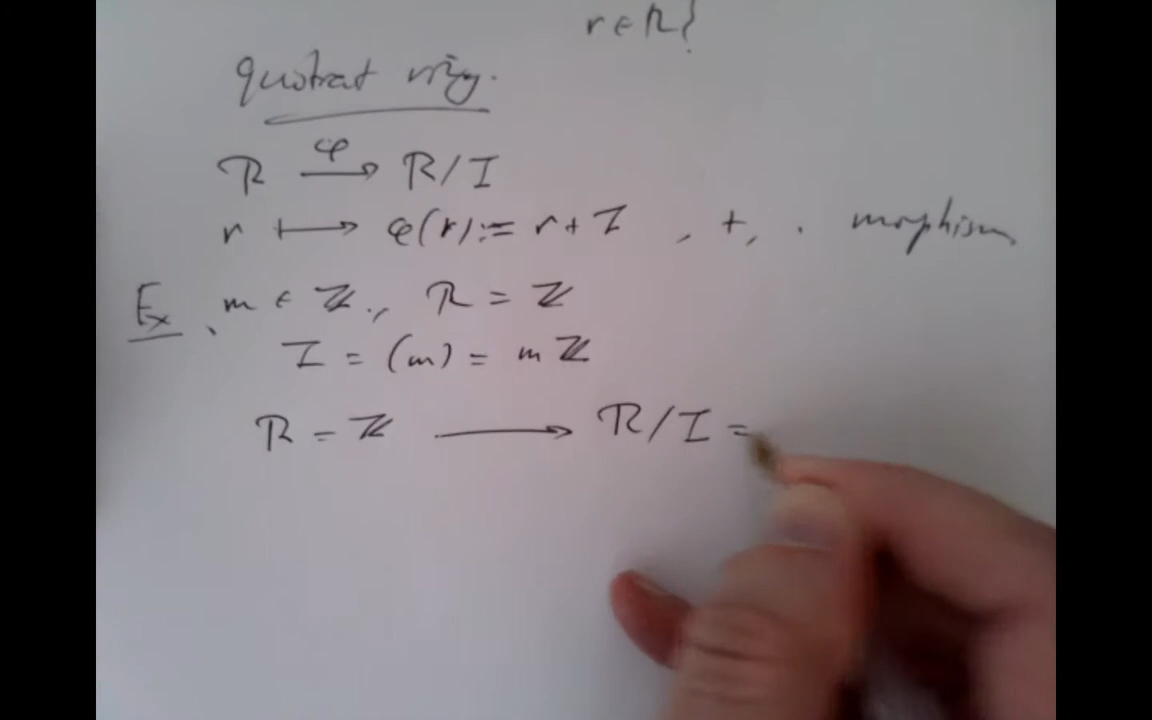 r ∈ R}
quotient ring.
R —φ→ R/I
r ⟼ φ(r) := r + I , +, · morphism
Ex. m ∈ ℤ, R = ℤ
I = (m) = mℤ
R = ℤ ⟶ R/I =